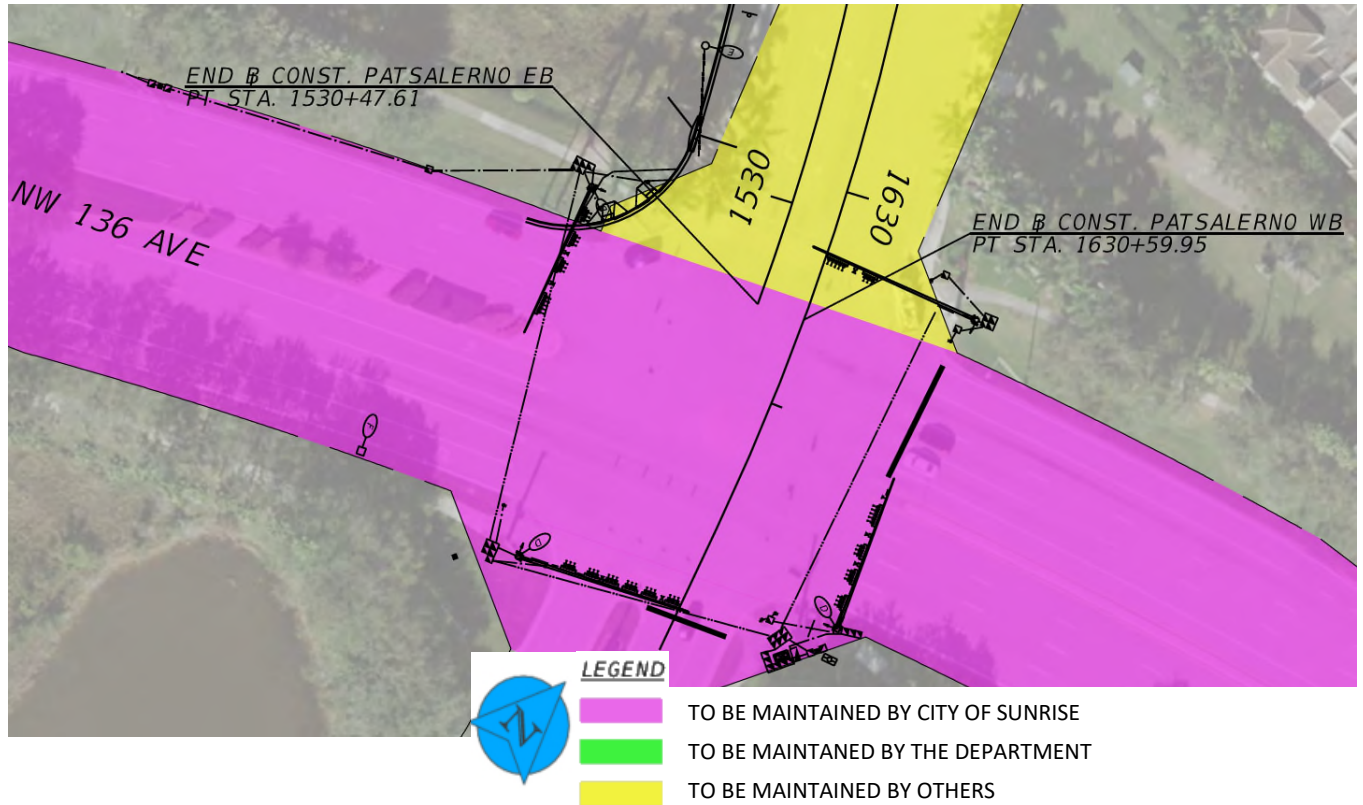 END ℄ CONST. PATSALERNO EB
PT STA. 1530+47.61
NW 136 AVE
1530
1630
END ℄ CONST. PATSALERNO WB
PT STA. 1630+59.95
E
F
D
D
N
LEGEND
TO BE MAINTAINED BY CITY OF SUNRISE
TO BE MAINTANED BY THE DEPARTMENT
TO BE MAINTAINED BY OTHERS